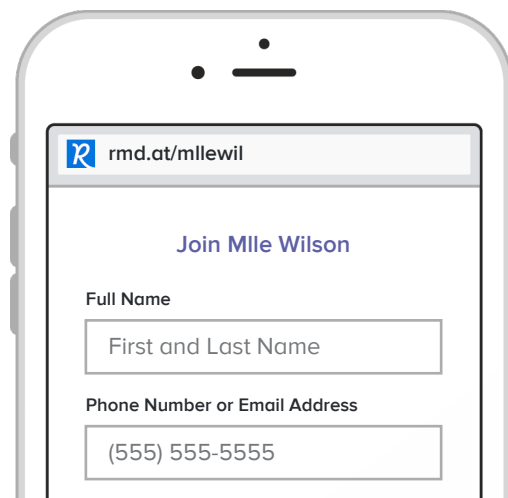 rmd.at/mllewil
Join Mlle Wilson
Full Name
First and Last Name
Phone Number or Email Address
(555) 555-5555